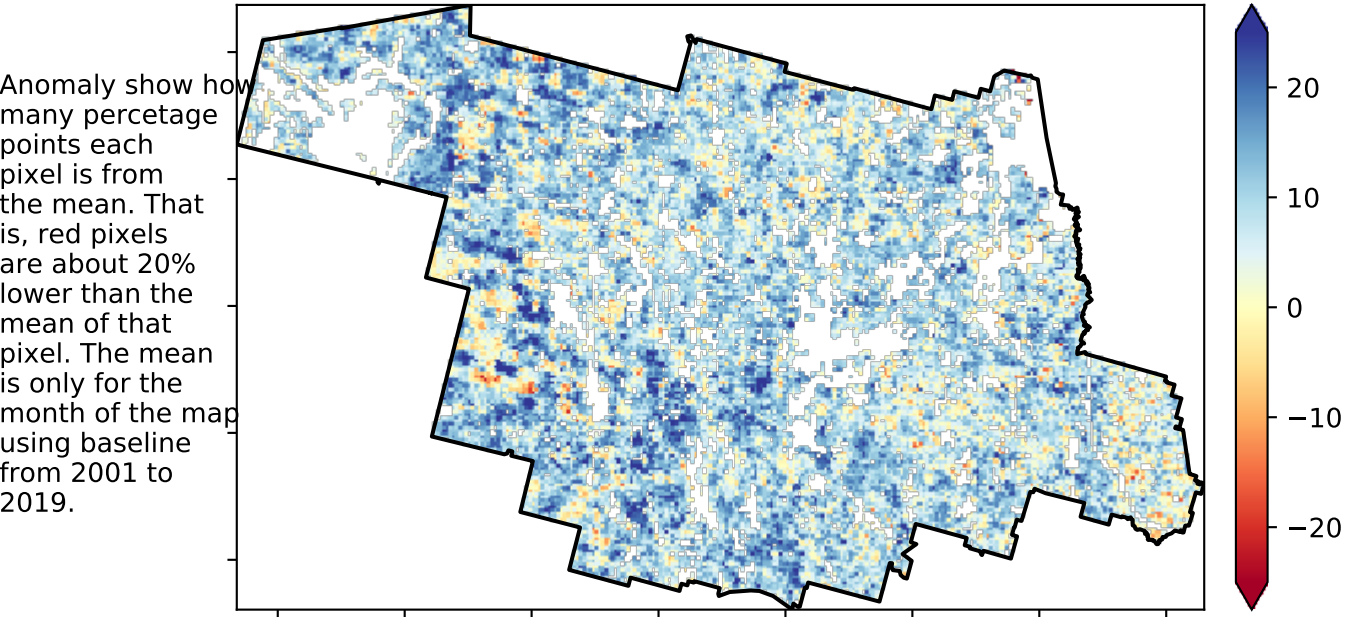 Anomaly show how
many percetage
points each
pixel is from
the mean. That
is, red pixels
are about 20%
lower than the
mean of that
pixel. The mean
is only for the
month of the map
using baseline
from 2001 to
2019.
20
10
0
−10
−20